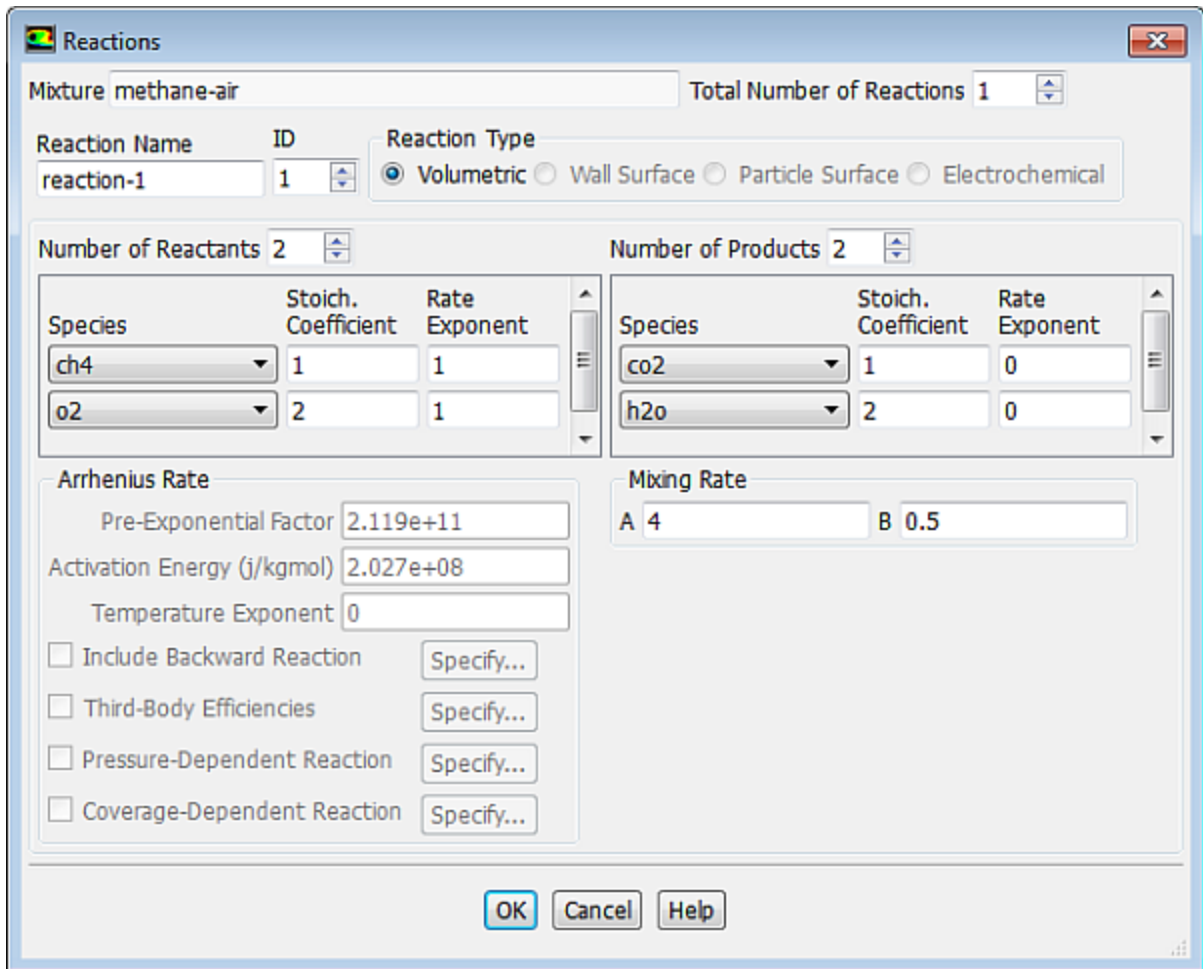 Reactions
Mixture methane-air Total Number of Reactions 1
Reaction Name ID Reaction Type
reaction-1 1 Volumetric Wall Surface Particle Surface Electrochemical
Number of Reactants 2 Number of Products 2
Species Stoich. Coefficient Rate Exponent Species Stoich. Coefficient Rate Exponent
ch4 1 1 co2 1 0
o2 2 1 h2o 2 0
Arrhenius Rate Mixing Rate
Pre-Exponential Factor 2.119e+11 A 4 B 0.5
Activation Energy (j/kgmol) 2.027e+08
Temperature Exponent 0
Include Backward Reaction Specify...
Third-Body Efficiencies Specify...
Pressure-Dependent Reaction Specify...
Coverage-Dependent Reaction Specify...
OK Cancel Help